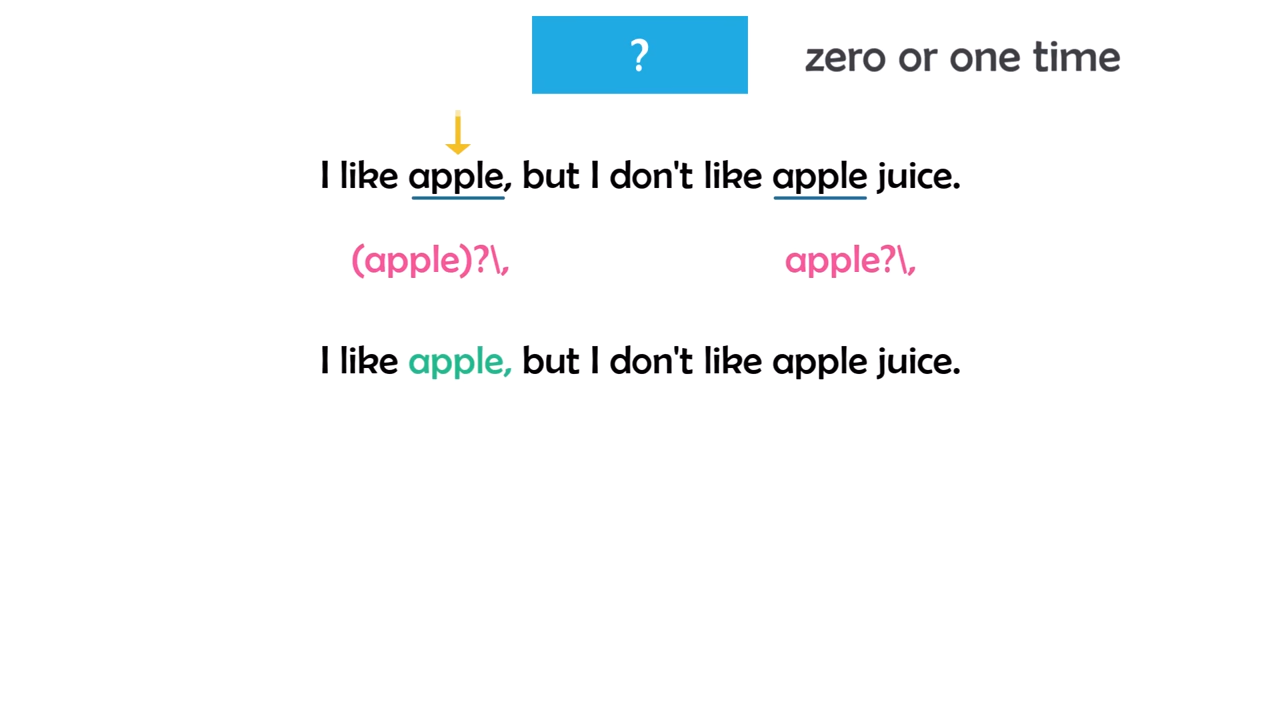 ?
zero or one time
I like apple, but I don't like apple juice.
(apple)?\,
apple?\,
I like apple, but I don't like apple juice.